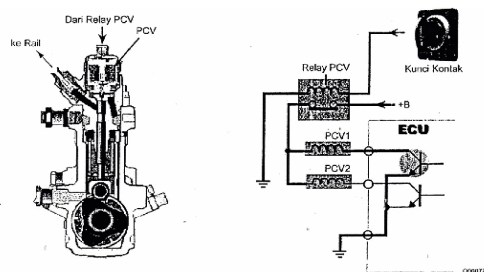 Dari Relay PCV
PCV
ke Rail
Relay PCV
Kunci Kontak
+B
ECU
PCV1
PCV2